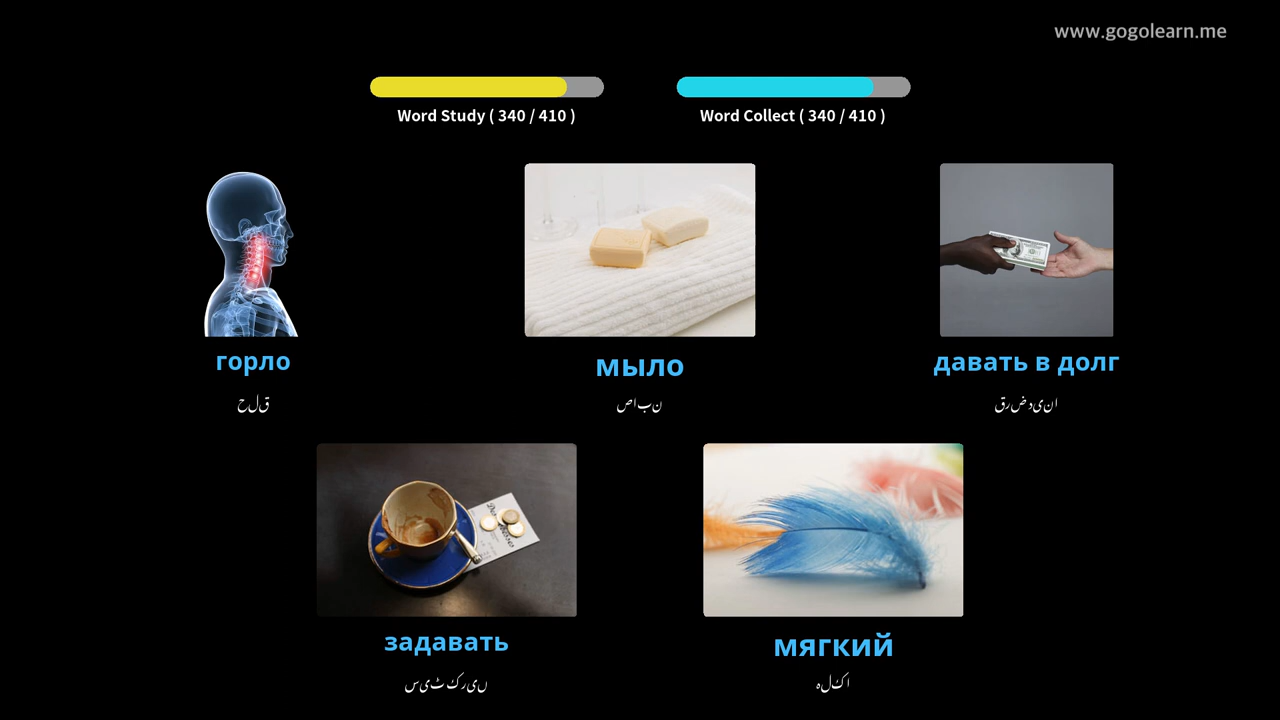 www.gogolearn.me
Word Study ( 340 / 410 )
Word Collect ( 340 / 410 )
горло
мыло
давать в долг
حلق
صابن
قرض دینا
задавать
мягкий
سیٹ کریں
ہلکا